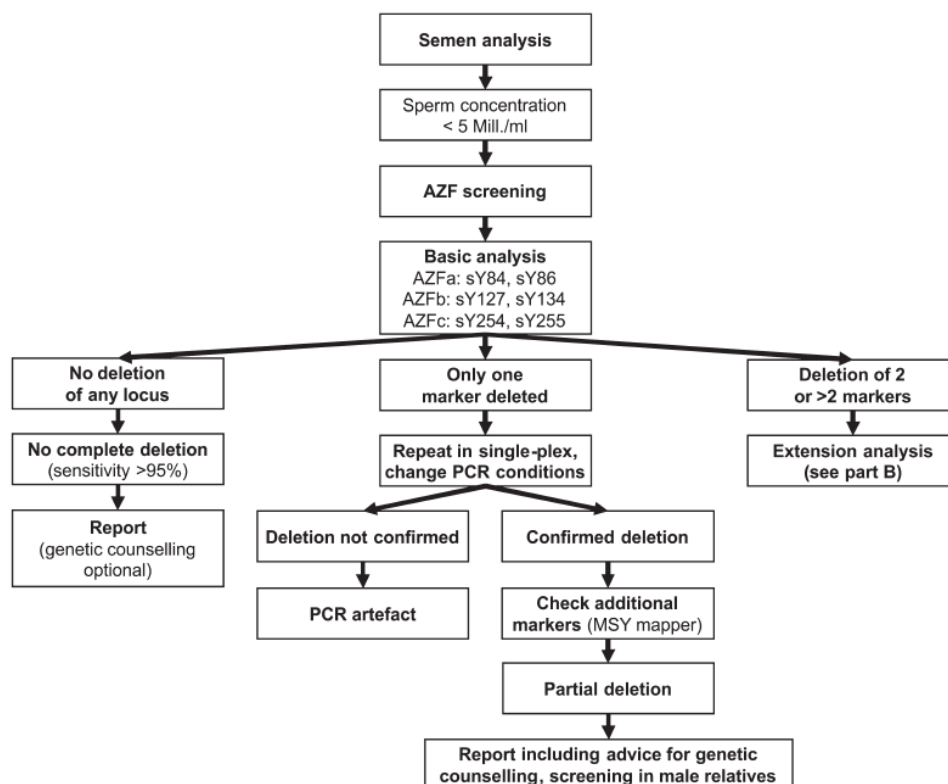 Semen analysis
Sperm concentration
< 5 Mill./ml
AZF screening
Basic analysis
AZFa: sY84, sY86
AZFb: sY127, sY134
AZFc: sY254, sY255
No deletion
of any locus
Only one
marker deleted
Deletion of 2
or >2 markers
No complete deletion
(sensitivity >95%)
Repeat in single-plex,
change PCR conditions
Extension analysis
(see part B)
Report
(genetic counselling
optional)
Deletion not confirmed
Confirmed deletion
PCR artefact
Check additional
markers (MSY mapper)
Partial deletion
Report including advice for genetic
counselling, screening in male relatives